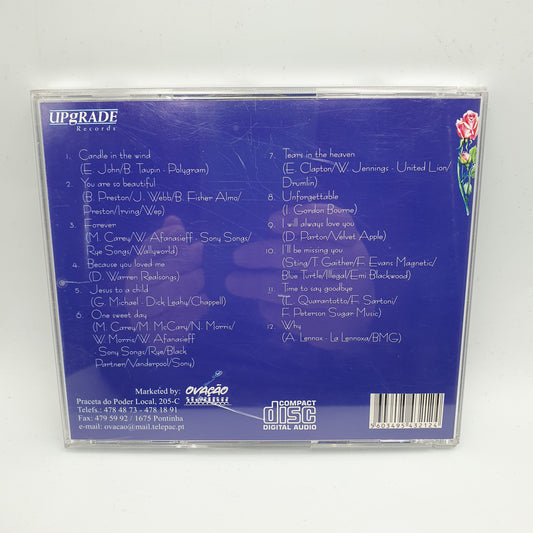 UPgRADE
Records
1. Candle in the wind
(E. John/B. Taupin - Polygram)
2. You are so beautiful
(B. Preston/J. Webb/B. Fisher Almo/
Preston/Irving/Wep)
3. Forever
(M. Carey/W. Afanasieff - Sony Songs/
Rye Songs/Wallyworld)
4. Because you loved me
(D. Warren Realsongs)
5. Jesus to a child
(G. Michael - Dick Leahy/Chappell)
6. One sweet day
(M. Carey/M. McCary/N. Morris/
W. Morris/W. Afanasieff
- Sony Songs/Rye/Black
Partner/Vanderpool/Sony)
7. Tears in the heaven
(E. Clapton/W. Jennings - United Lion/
Drumlin)
8. Unforgettable
(I. Gordon Bourne)
9. I will always love you
(D. Parton/Velvet Apple)
10. I'll be missing you
(Sting/T. Gaither/F. Evans Magnetic/
Blue Turtle/Illegal/Emi Blackwood)
11. Time to say goodbye
(L. Quarantotto/F. Sartoni/
F. Peterson Sugar Music)
12. Why
(A. Lennox - La Lennoxa/BMG)
Marketed by: OVAÇÃO
Praceta do Poder Local, 205-C
Telefs.: 478 48 73 - 478 18 91
Fax: 479 59 92 / 1675 Pontinha
e-mail: ovacao@mail.telepac.pt
COMPACT
disc
DIGITAL AUDIO
5603495432124